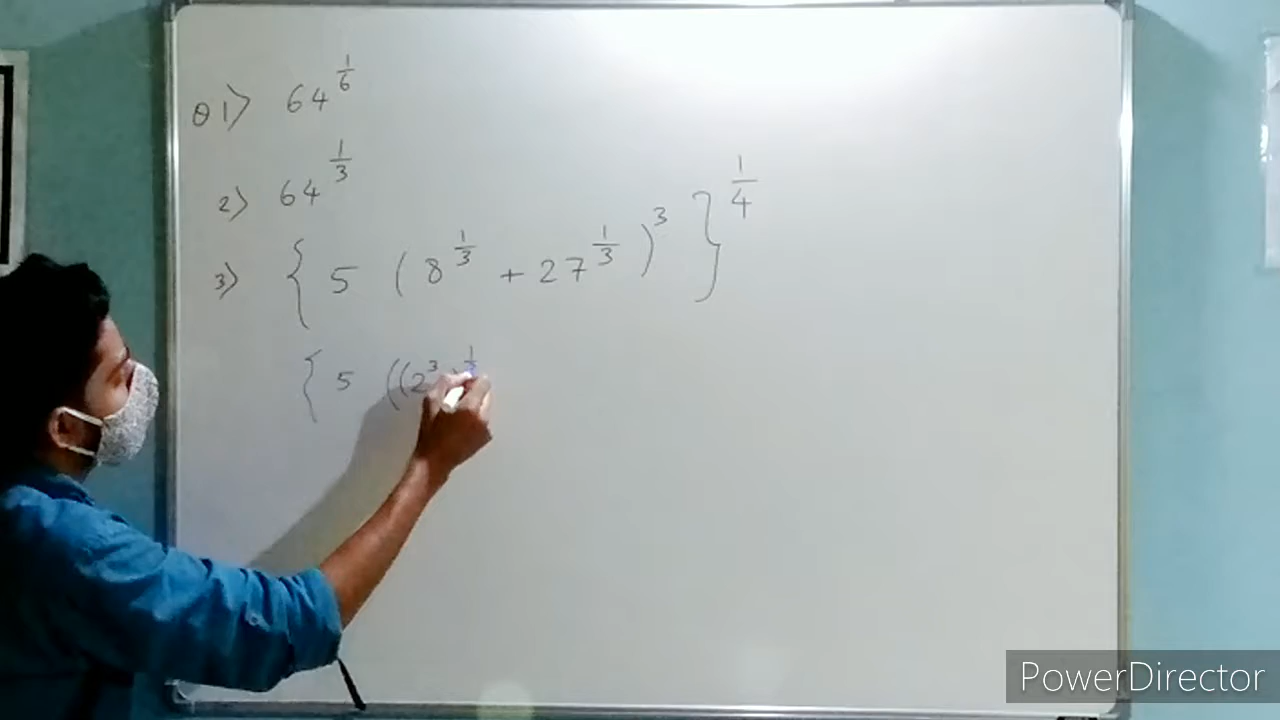 Q 1) 64^{1/6}
2) 64^{1/3}
3) { 5 ( 8^{1/3} + 27^{1/3} )^3 }^{1/4}
{ 5 ((2^3)^{1/3}
PowerDirector